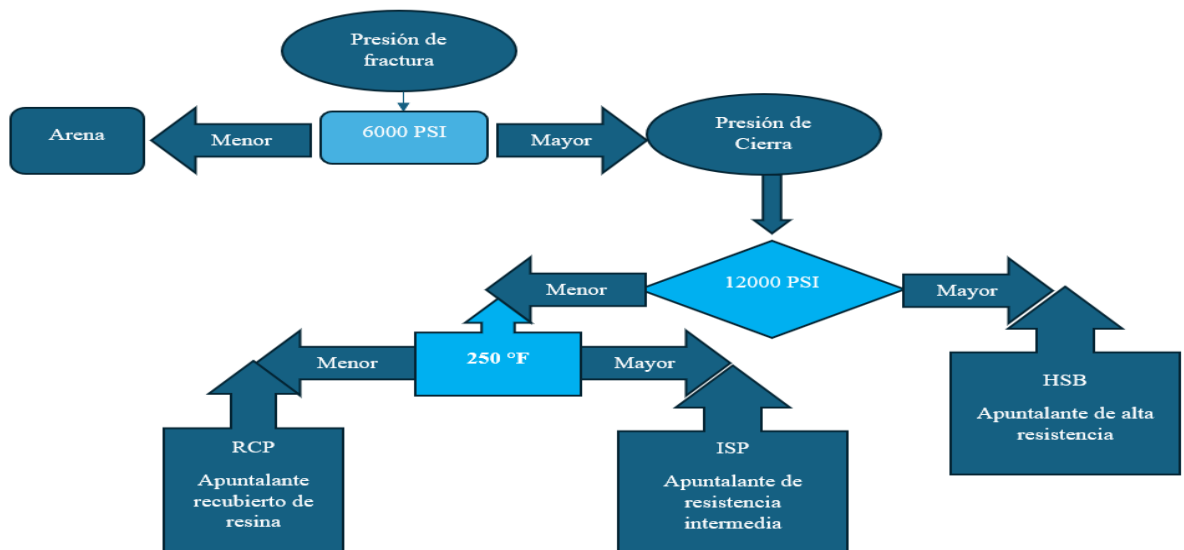 Presión de
fractura
Arena
Menor
6000 PSI
Mayor
Presión de
Cierra
Menor
12000 PSI
Mayor
Menor
250 °F
Mayor
HSB
Apuntalante de alta
resistencia
RCP
Apuntalante
recubierto de
resina
ISP
Apuntalante de
resistencia
intermedia